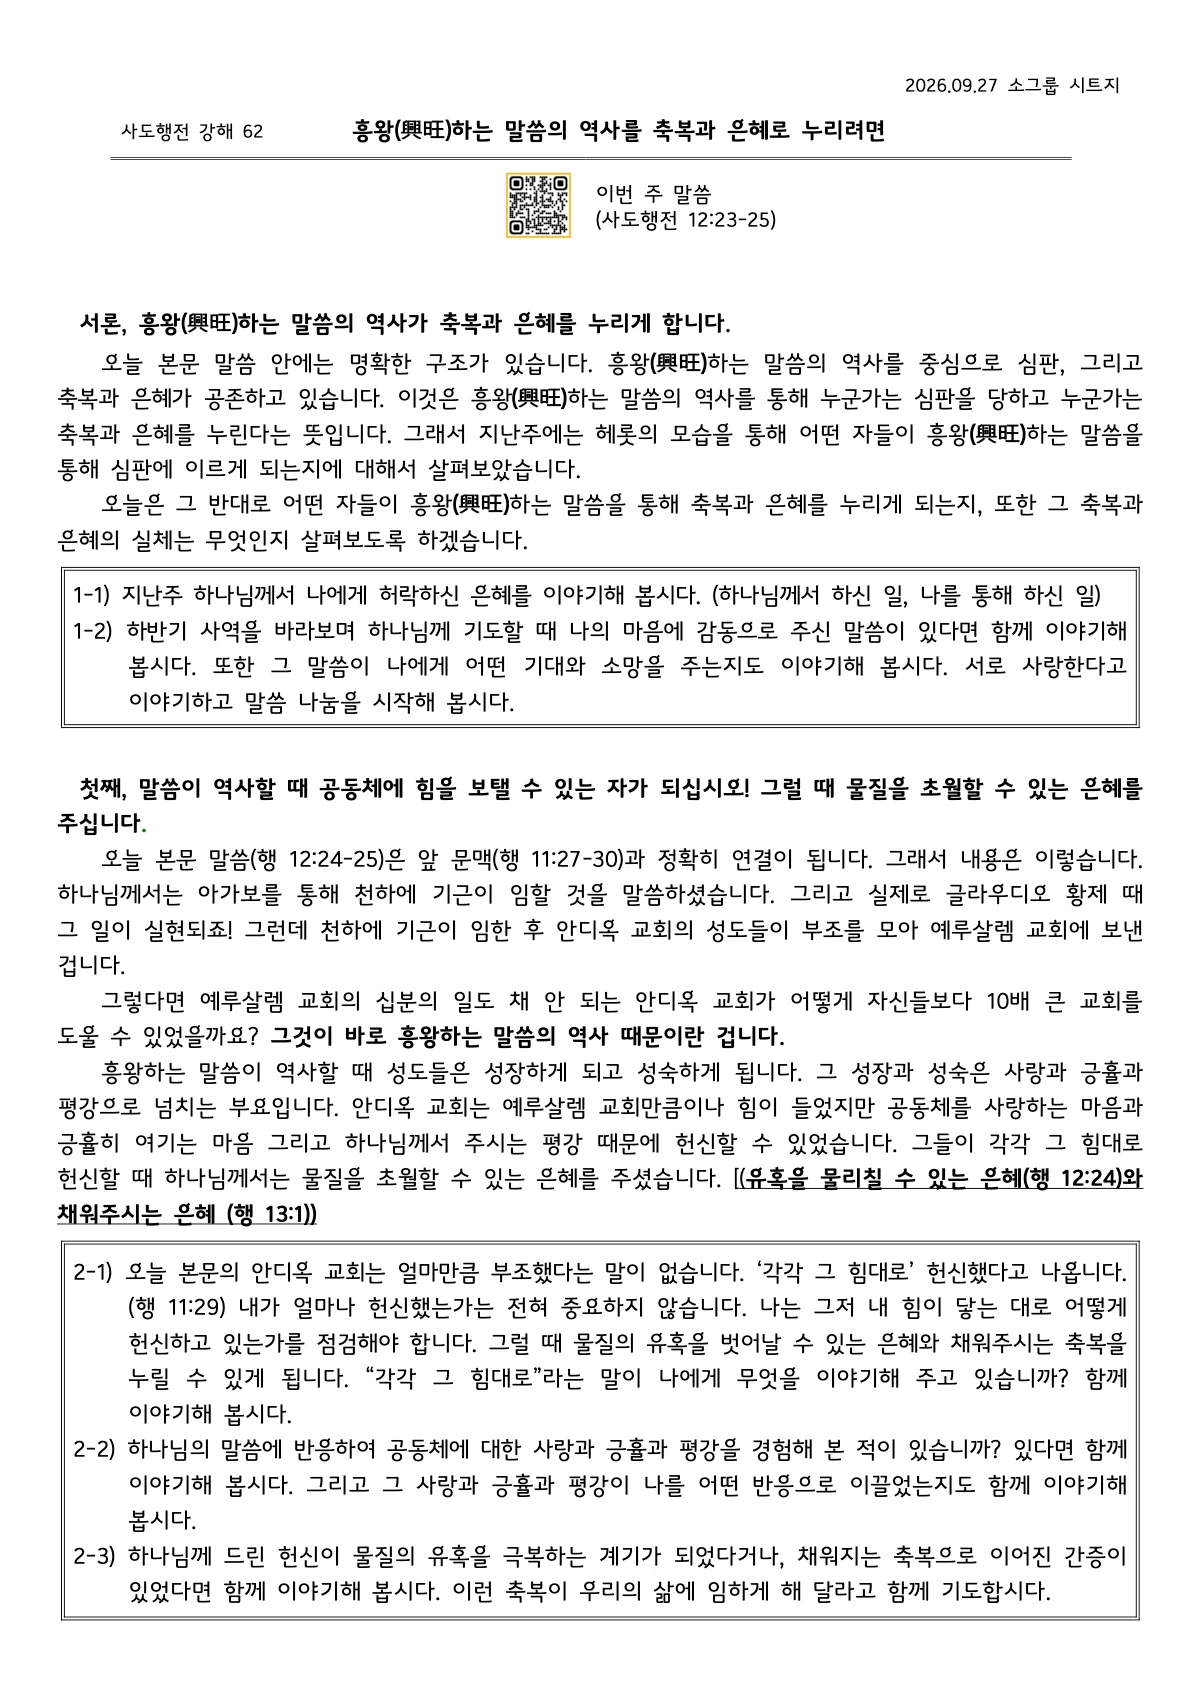 2026.09.27 소그룹 시트지
사도행전 강해 62 흥왕(興旺)하는 말씀의 역사를 축복과 은혜로 누리려면
이번 주 말씀
(사도행전 12:23-25)
서론, 흥왕(興旺)하는 말씀의 역사가 축복과 은혜를 누리게 합니다.
오늘 본문 말씀 안에는 명확한 구조가 있습니다. 흥왕(興旺)하는 말씀의 역사를 중심으로 심판, 그리고
축복과 은혜가 공존하고 있습니다. 이것은 흥왕(興旺)하는 말씀의 역사를 통해 누군가는 심판을 당하고 누군가는
축복과 은혜를 누린다는 뜻입니다. 그래서 지난주에는 헤롯의 모습을 통해 어떤 자들이 흥왕(興旺)하는 말씀을
통해 심판에 이르게 되는지에 대해서 살펴보았습니다.
오늘은 그 반대로 어떤 자들이 흥왕(興旺)하는 말씀을 통해 축복과 은혜를 누리게 되는지, 또한 그 축복과
은혜의 실체는 무엇인지 살펴보도록 하겠습니다.
1-1) 지난주 하나님께서 나에게 허락하신 은혜를 이야기해 봅시다. (하나님께서 하신 일, 나를 통해 하신 일)
1-2) 하반기 사역을 바라보며 하나님께 기도할 때 나의 마음에 감동으로 주신 말씀이 있다면 함께 이야기해
봅시다. 또한 그 말씀이 나에게 어떤 기대와 소망을 주는지도 이야기해 봅시다. 서로 사랑한다고
이야기하고 말씀 나눔을 시작해 봅시다.
첫째, 말씀이 역사할 때 공동체에 힘을 보탤 수 있는 자가 되십시오! 그럴 때 물질을 초월할 수 있는 은혜를
주십니다.
오늘 본문 말씀(행 12:24-25)은 앞 문맥(행 11:27-30)과 정확히 연결이 됩니다. 그래서 내용은 이렇습니다.
하나님께서는 아가보를 통해 천하에 기근이 임할 것을 말씀하셨습니다. 그리고 실제로 글라우디오 황제 때
그 일이 실현되죠! 그런데 천하에 기근이 임한 후 안디옥 교회의 성도들이 부조를 모아 예루살렘 교회에 보낸
겁니다.
그렇다면 예루살렘 교회의 십분의 일도 채 안 되는 안디옥 교회가 어떻게 자신들보다 10배 큰 교회를
도울 수 있었을까요? 그것이 바로 흥왕하는 말씀의 역사 때문이란 겁니다.
흥왕하는 말씀이 역사할 때 성도들은 성장하게 되고 성숙하게 됩니다. 그 성장과 성숙은 사랑과 긍휼과
평강으로 넘치는 부요입니다. 안디옥 교회는 예루살렘 교회만큼이나 힘이 들었지만 공동체를 사랑하는 마음과
긍휼히 여기는 마음 그리고 하나님께서 주시는 평강 때문에 헌신할 수 있었습니다. 그들이 각각 그 힘대로
헌신할 때 하나님께서는 물질을 초월할 수 있는 은혜를 주셨습니다. [(유혹을 물리칠 수 있는 은혜(행 12:24)와
채워주시는 은혜 (행 13:1))
2-1) 오늘 본문의 안디옥 교회는 얼마만큼 부조했다는 말이 없습니다. ‘각각 그 힘대로’ 헌신했다고 나옵니다.
(행 11:29) 내가 얼마나 헌신했는가는 전혀 중요하지 않습니다. 나는 그저 내 힘이 닿는 대로 어떻게
헌신하고 있는가를 점검해야 합니다. 그럴 때 물질의 유혹을 벗어날 수 있는 은혜와 채워주시는 축복을
누릴 수 있게 됩니다. “각각 그 힘대로”라는 말이 나에게 무엇을 이야기해 주고 있습니까? 함께
이야기해 봅시다.
2-2) 하나님의 말씀에 반응하여 공동체에 대한 사랑과 긍휼과 평강을 경험해 본 적이 있습니까? 있다면 함께
이야기해 봅시다. 그리고 그 사랑과 긍휼과 평강이 나를 어떤 반응으로 이끌었는지도 함께 이야기해
봅시다.
2-3) 하나님께 드린 헌신이 물질의 유혹을 극복하는 계기가 되었다거나, 채워지는 축복으로 이어진 간증이
있었다면 함께 이야기해 봅시다. 이런 축복이 우리의 삶에 임하게 해 달라고 함께 기도합시다.